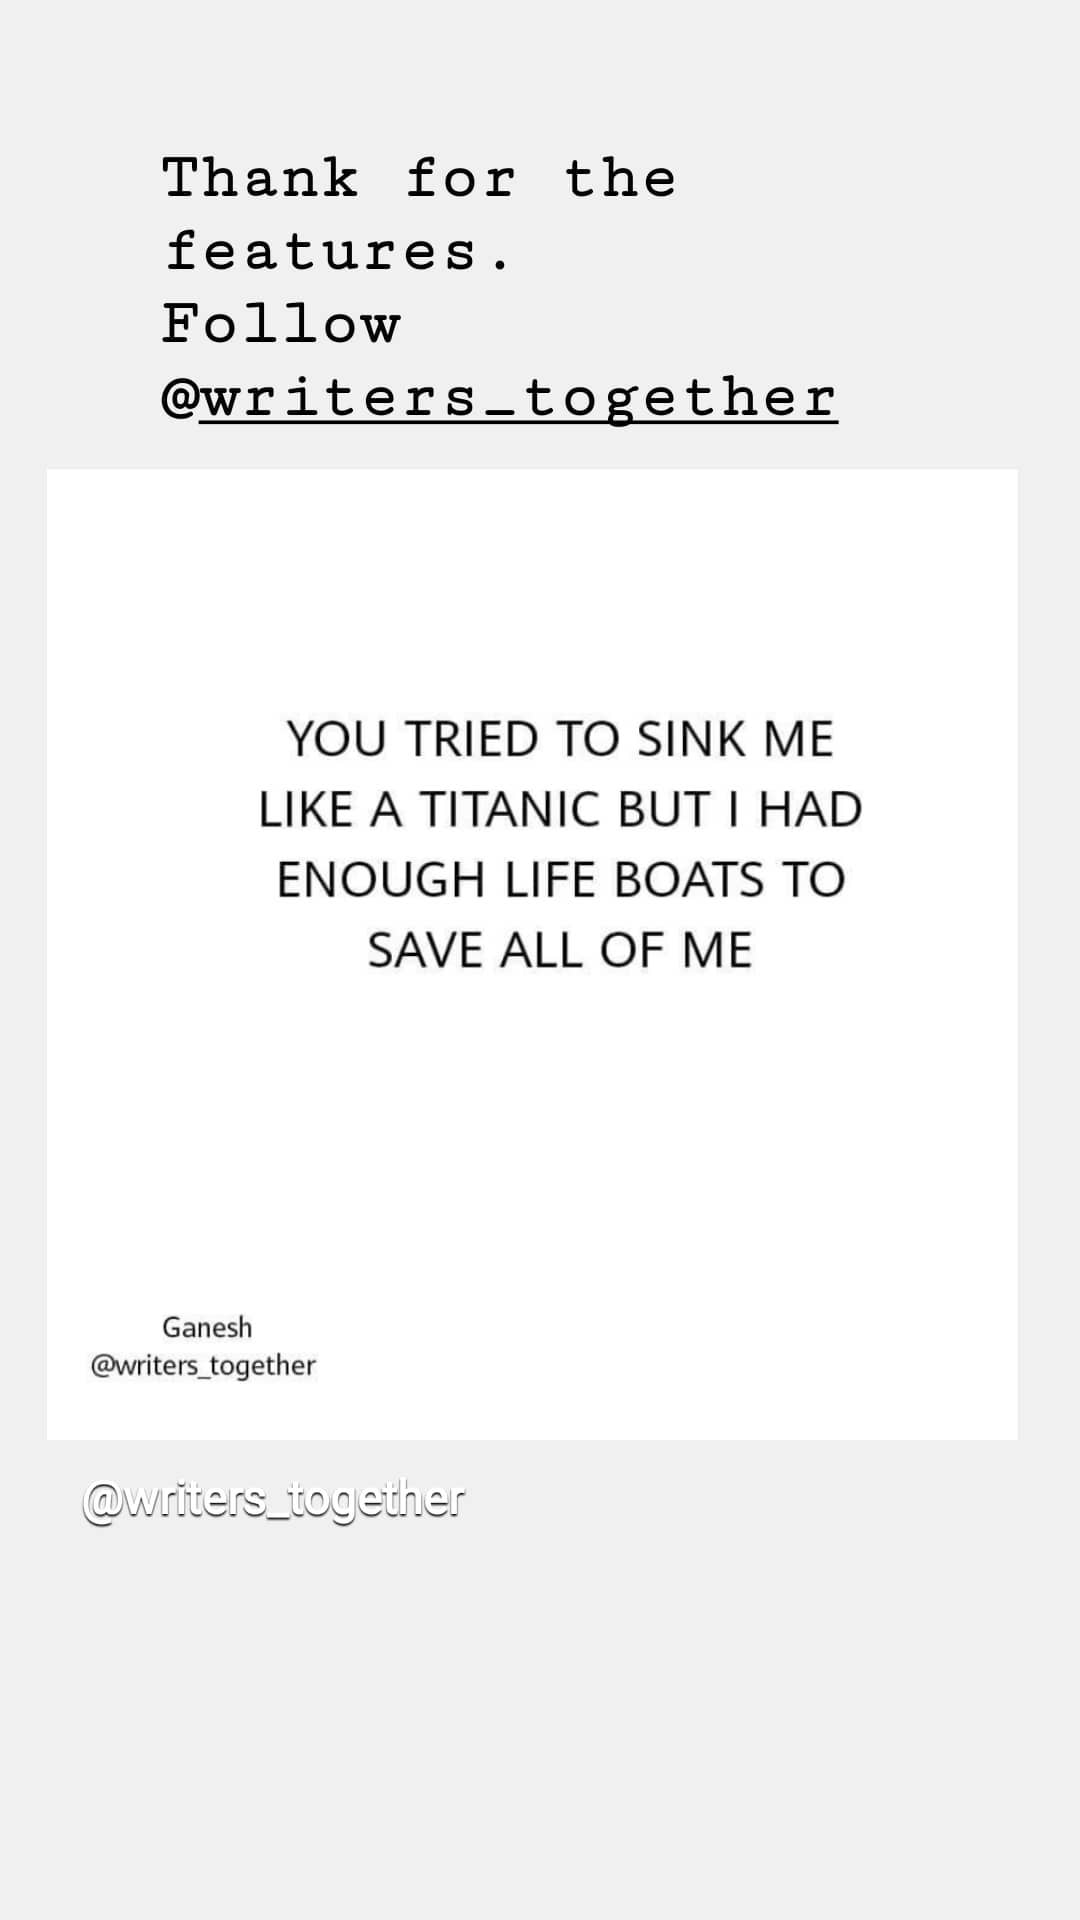 Thank for the
features.
Follow
@writers_together
YOU TRIED TO SINK ME
LIKE A TITANIC BUT I HAD
ENOUGH LIFE BOATS TO
SAVE ALL OF ME
Ganesh
@writers_together
@writers_together